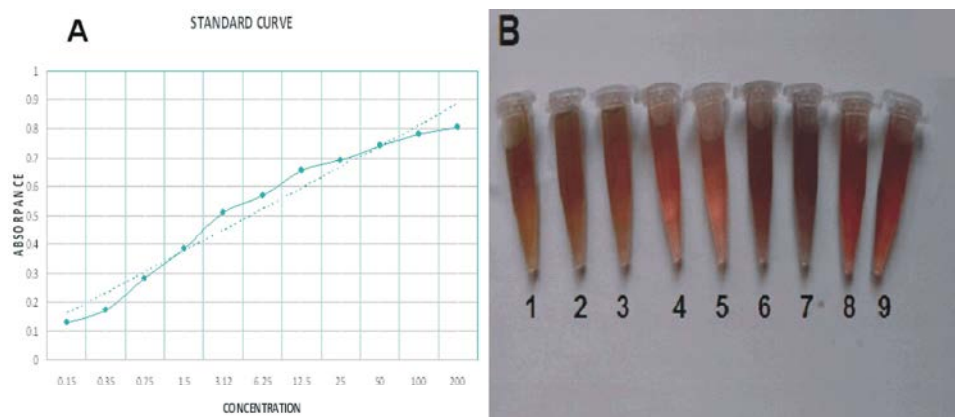 A
STANDARD CURVE
ABSORPANCE
1
0.9
0.8
0.7
0.6
0.5
0.4
0.3
0.2
0.1
0
0.15 0.35 0.75 1.5 3.12 6.25 12.5 25 50 100 200
CONCENTRATION
B
1 2 3 4 5 6 7 8 9